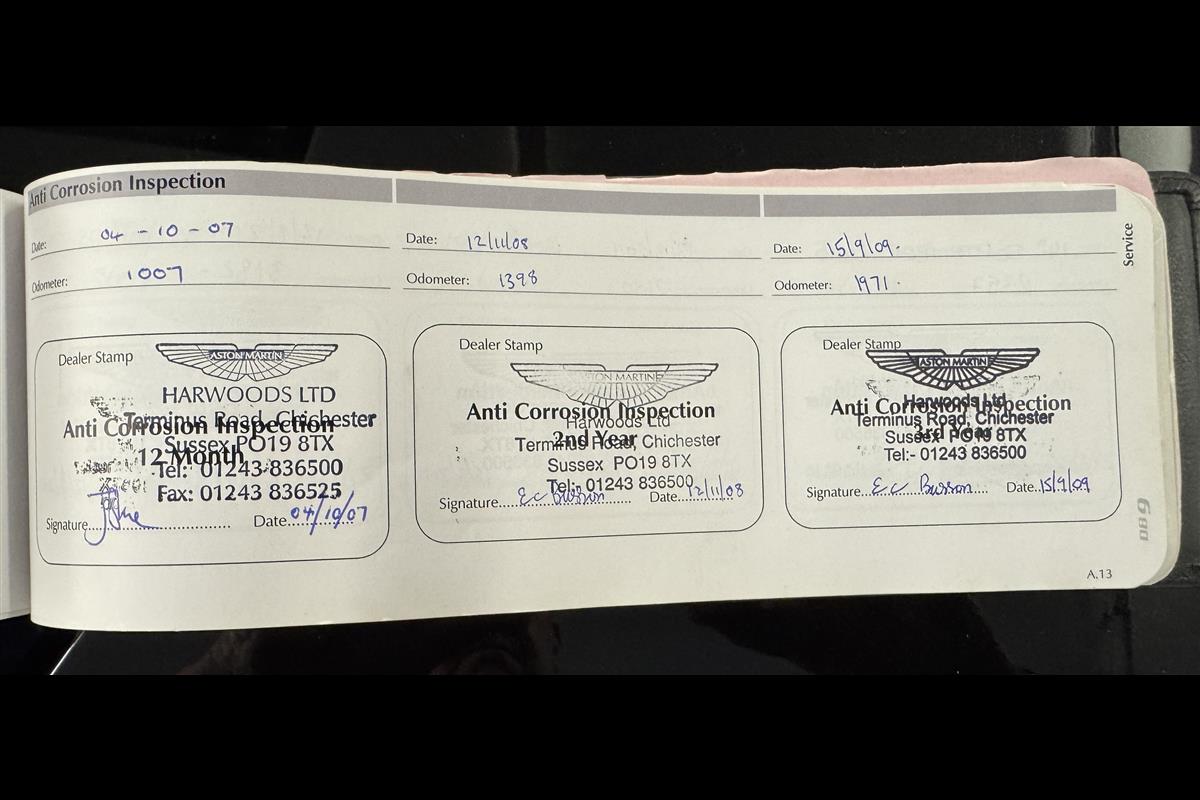 Anti Corrosion Inspection
Date: 04 - 10 - 07
Odometer: 1007
Dealer Stamp
ASTON MARTIN
HARWOODS LTD
Terminus Road, Chichester
Anti Corrosion Inspection
Sussex PO19 8TX
12 Month
Tel: 01243 836500
Fax: 01243 836525
Signature
Date 04/10/07
Date: 12/11/08
Odometer: 1398
Dealer Stamp
ASTON MARTIN
Anti Corrosion Inspection
Harwoods Ltd
2nd Year
Terminus Road, Chichester
Sussex PO19 8TX
Tel:- 01243 836500
Signature E C Burson Date 12/11/08
Date: 15/9/09.
Odometer: 1971.
Dealer Stamp
ASTON MARTIN
Harwoods Ltd
Anti Corrosion Inspection
Terminus Road, Chichester
Sussex PO19 8TX
3rd Year
Tel:- 01243 836500
Signature E C Burson Date 15/9/09
Service
A.13